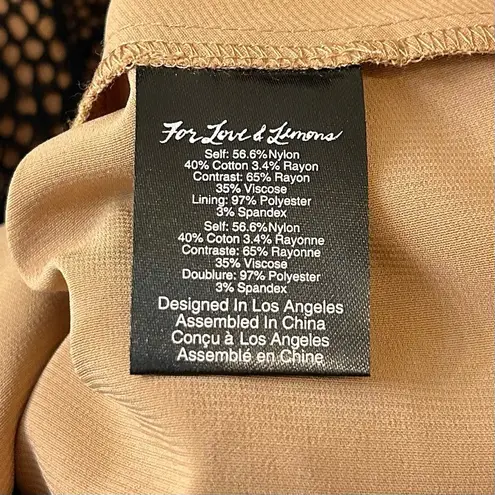 For Love & Lemons
Self: 56.6%Nylon
40% Cotton 3.4% Rayon
Contrast: 65% Rayon
35% Viscose
Lining: 97% Polyester
3% Spandex
Self: 56.6%Nylon
40% Coton 3.4% Rayonne
Contraste: 65% Rayonne
35% Viscose
Doublure: 97% Polyester
3% Spandex
Designed In Los Angeles
Assembled In China
Conçu à Los Angeles
Assemblé en Chine